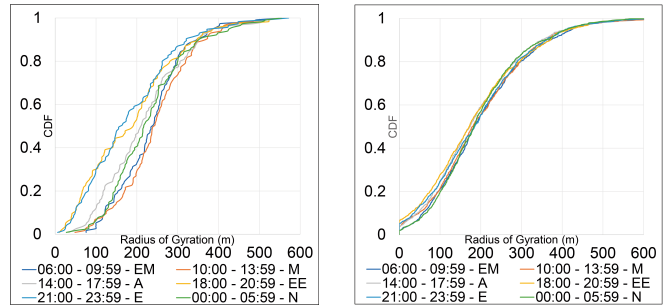 1
0.8
0.6
0.4
0.2
0
CDF
0 100 200 300 400 500 600
Radius of Gyration (m)
06:00 - 09:59 - EM 10:00 - 13:59 - M
14:00 - 17:59 - A 18:00 - 20:59 - EE
21:00 - 23:59 - E 00:00 - 05:59 - N
1
0.8
0.6
0.4
0.2
0
CDF
0 100 200 300 400 500 600
Radius of Gyration (m)
06:00 - 09:59 - EM 10:00 - 13:59 - M
14:00 - 17:59 - A 18:00 - 20:59 - EE
21:00 - 23:59 - E 00:00 - 05:59 - N